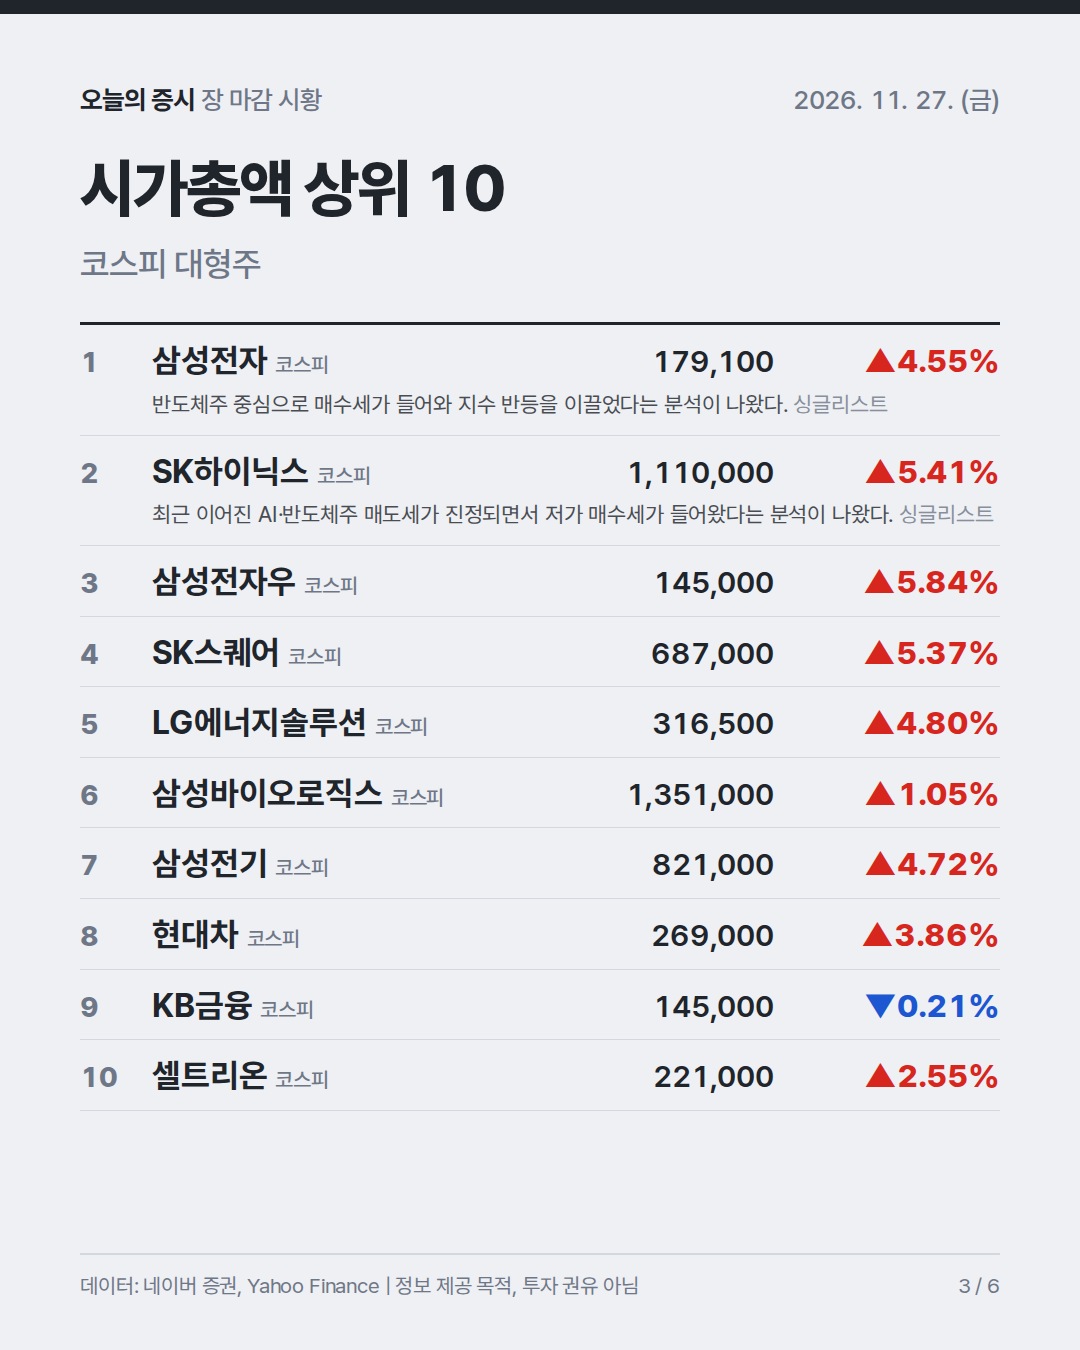 오늘의 증시 장 마감 시황 2026. 11. 27. (금)
시가총액 상위 10
코스피 대형주
1 삼성전자 코스피 179,100 ▲4.55%
반도체주 중심으로 매수세가 들어와 지수 반등을 이끌었다는 분석이 나왔다. 싱글리스트
2 SK하이닉스 코스피 1,110,000 ▲5.41%
최근 이어진 AI·반도체주 매도세가 진정되면서 저가 매수세가 들어왔다는 분석이 나왔다. 싱글리스트
3 삼성전자우 코스피 145,000 ▲5.84%
4 SK스퀘어 코스피 687,000 ▲5.37%
5 LG에너지솔루션 코스피 316,500 ▲4.80%
6 삼성바이오로직스 코스피 1,351,000 ▲1.05%
7 삼성전기 코스피 821,000 ▲4.72%
8 현대차 코스피 269,000 ▲3.86%
9 KB금융 코스피 145,000 ▼0.21%
10 셀트리온 코스피 221,000 ▲2.55%
데이터: 네이버 증권, Yahoo Finance | 정보 제공 목적, 투자 권유 아님 3 / 6